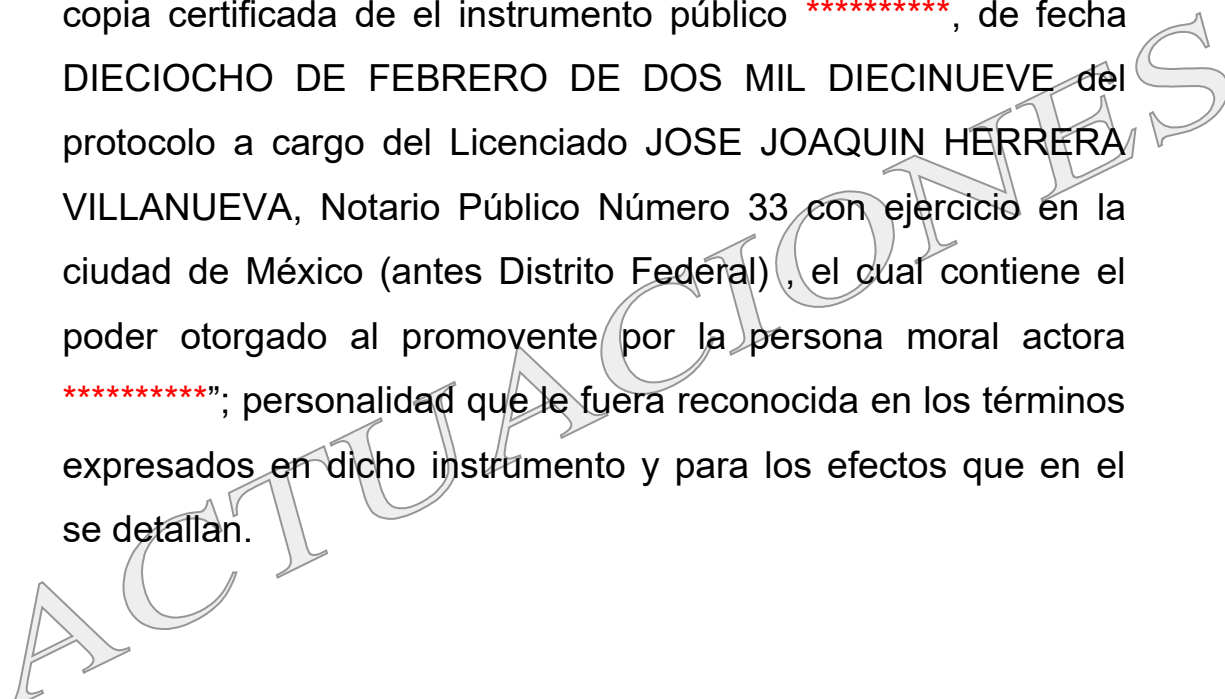 copia certificada de el instrumento público **********, de fecha
DIECIOCHO DE FEBRERO DE DOS MIL DIECINUEVE del
protocolo a cargo del Licenciado JOSE JOAQUIN HERRERA
VILLANUEVA, Notario Público Número 33 con ejercicio en la
ciudad de México (antes Distrito Federal) , el cual contiene el
poder otorgado al promovente por la persona moral actora
**********”; personalidad que le fuera reconocida en los términos
expresados en dicho instrumento y para los efectos que en el
se detallan.
ACTUACIONES